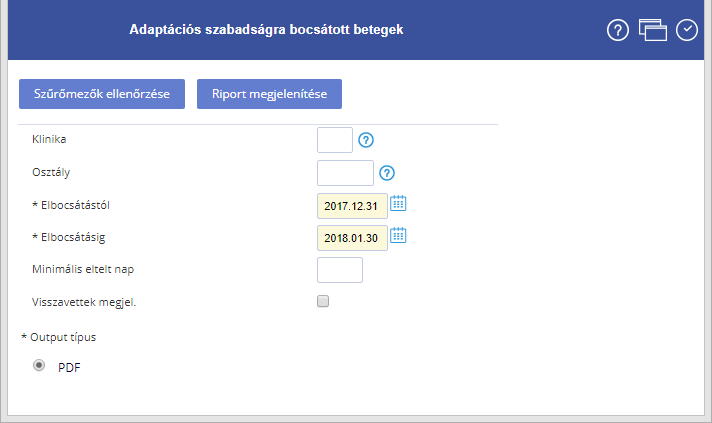 Adaptációs szabadságra bocsátott betegek
Szűrőmezők ellenőrzése
Riport megjelenítése
Klinika
Osztály
* Elbocsátástól 2017.12.31
* Elbocsátásig 2018.01.30
Minimális eltelt nap
Visszavettek megjel.
* Output típus
PDF